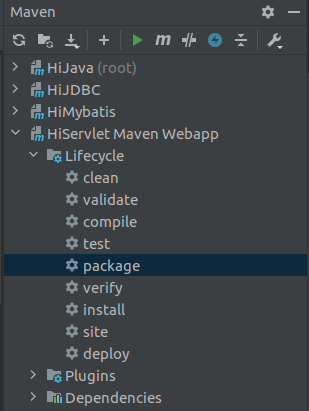 Maven
HiJava (root)
HiJDBC
HiMybatis
HiServlet Maven Webapp
Lifecycle
clean
validate
compile
test
package
verify
install
site
deploy
Plugins
Dependencies